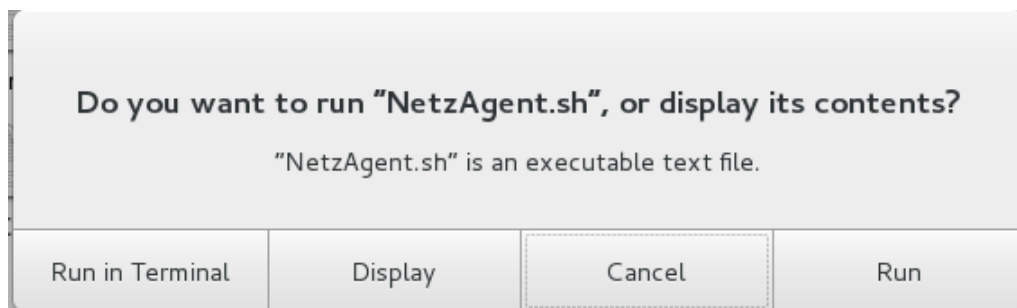 Do you want to run "NetzAgent.sh", or display its contents?
"NetzAgent.sh" is an executable text file.
Run in Terminal
Display
Cancel
Run